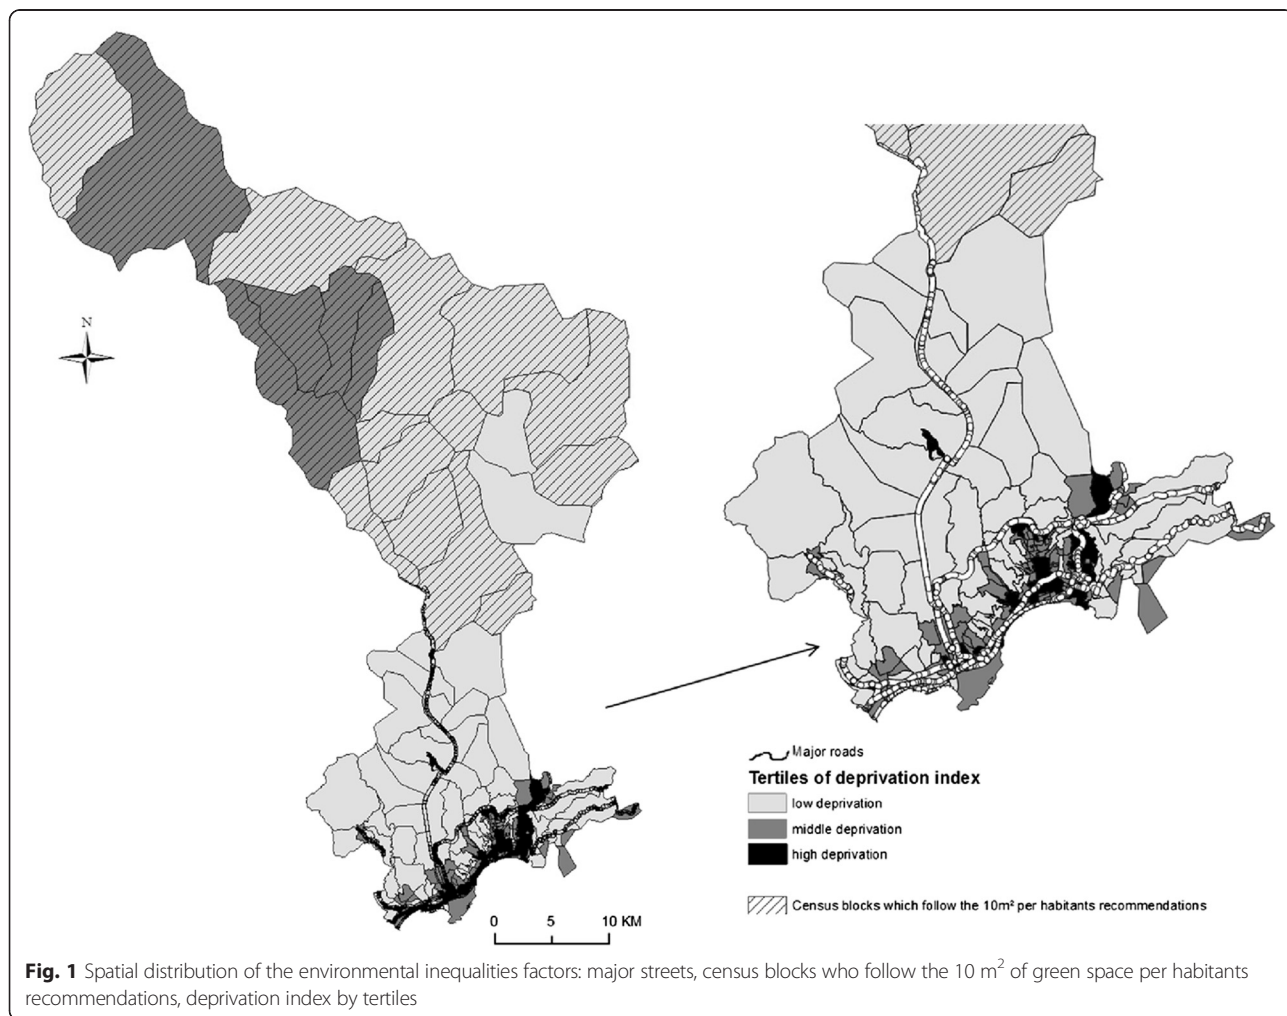 N
Major roads
Tertiles of deprivation index
low deprivation
middle deprivation
high deprivation
Census blocks which follow the 10m² per habitants recommendations
0 5 10 KM
Fig. 1 Spatial distribution of the environmental inequalities factors: major streets, census blocks who follow the 10 m² of green space per habitants
recommendations, deprivation index by tertiles